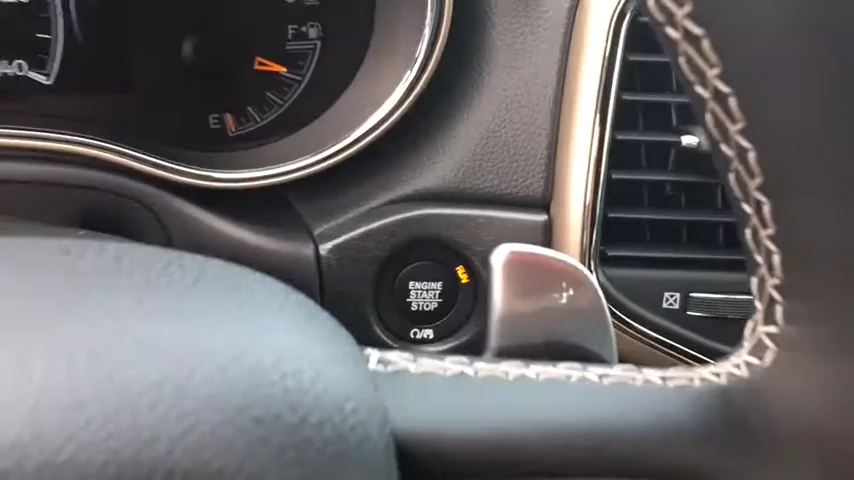 40
F
E
ENGINE
START
STOP
RUN
+